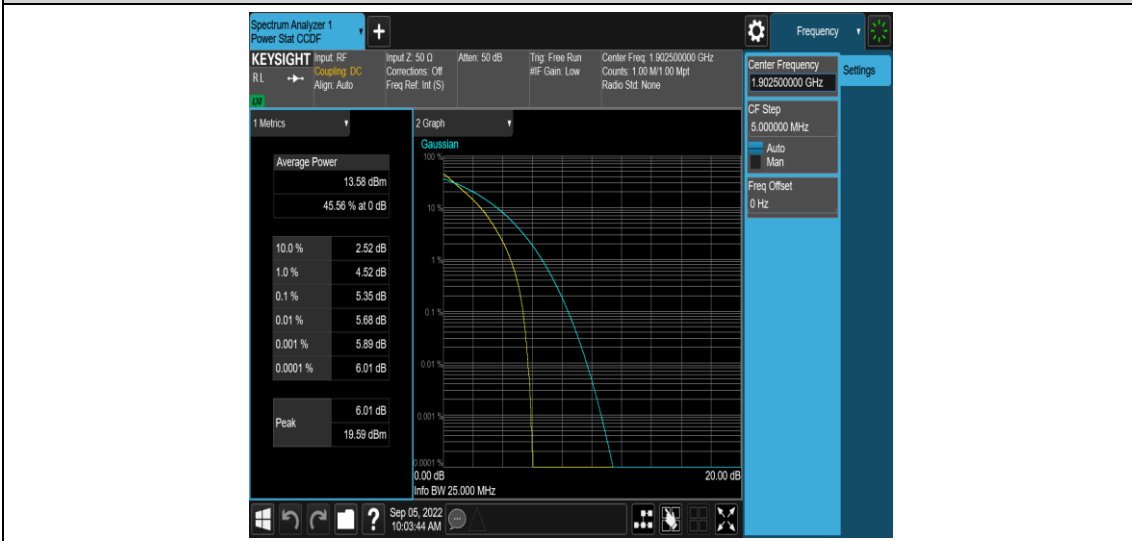 Spectrum Analyzer 1
Power Stat CCDF
+
Frequency
KEYSIGHT
RL
LXI
Input: RF
Coupling: DC
Align: Auto
Input Z: 50 Ω
Corrections: Off
Freq Ref: Int (S)
Atten: 50 dB
Trig: Free Run
#IF Gain: Low
Center Freq: 1.902500000 GHz
Counts: 1.00 M/1.00 Mpt
Radio Std: None
Center Frequency
1.902500000 GHz
Settings
CF Step
5.000000 MHz
Auto
Man
Freq Offset
0 Hz
1 Metrics
Average Power
13.58 dBm
45.56 % at 0 dB
10.0 % 2.52 dB
1.0 % 4.52 dB
0.1 % 5.35 dB
0.01 % 5.68 dB
0.001 % 5.89 dB
0.0001 % 6.01 dB
Peak
6.01 dB
19.59 dBm
2 Graph
Gaussian
100 %
10 %
1 %
0.1 %
0.01 %
0.001 %
0.0001 %
0.00 dB 20.00 dB
Info BW 25.000 MHz
?
Sep 05, 2022
10:03:44 AM